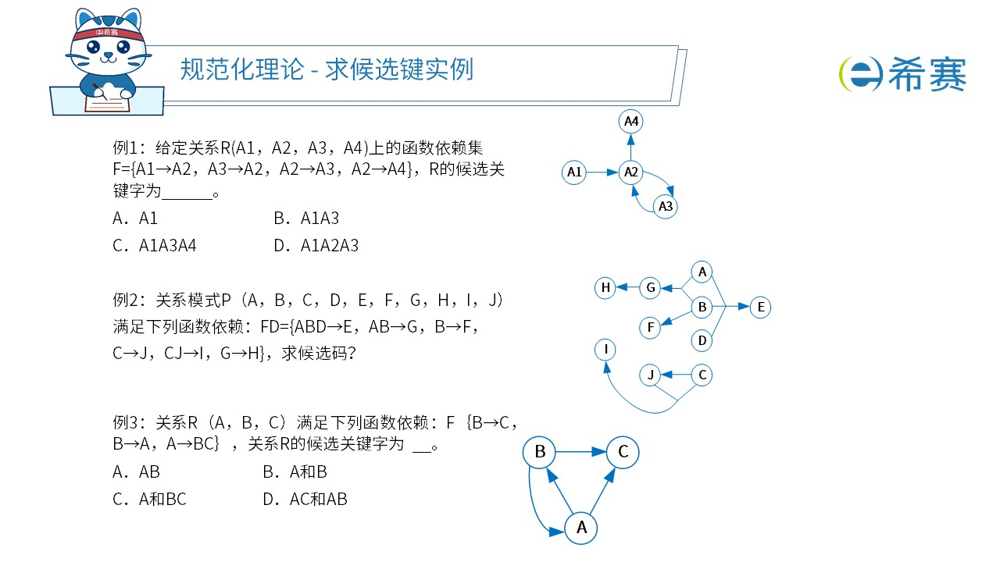 希赛
规范化理论 - 求候选键实例
希赛
例1：给定关系R(A1，A2，A3，A4)上的函数依赖集
F={A1→A2，A3→A2，A2→A3，A2→A4}，R的候选关
键字为______。
A．A1 B．A1A3
C．A1A3A4 D．A1A2A3
A4
A1 A2
A3
例2：关系模式P（A，B，C，D，E，F，G，H，I，J）
满足下列函数依赖：FD={ABD→E，AB→G，B→F，
C→J，CJ→I，G→H}，求候选码？
A
H G
B E
F
D
I
J C
例3：关系R（A，B，C）满足下列函数依赖：F｛B→C，
B→A，A→BC｝，关系R的候选关键字为 __。
A．AB B．A和B
C．A和BC D．AC和AB
B C
A